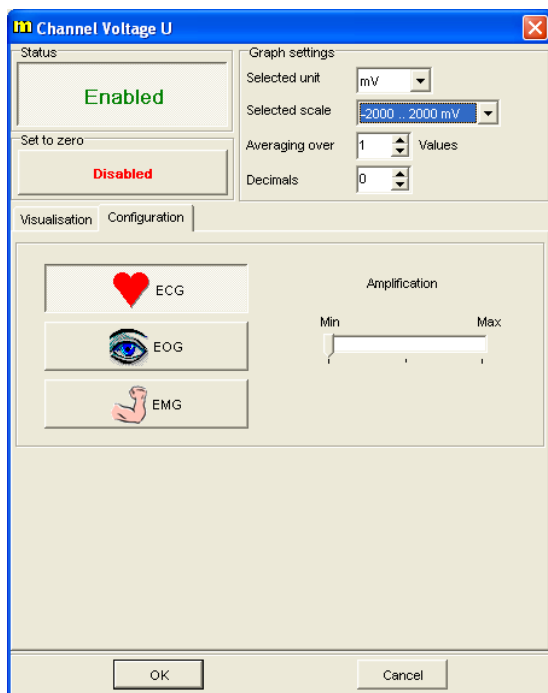 m Channel Voltage U
Status
Enabled
Set to zero
Disabled
Graph settings
Selected unit mV
Selected scale -2000 .. 2000 mV
Averaging over 1 Values
Decimals 0
Visualisation Configuration
ECG
EOG
EMG
Amplification
Min Max
OK Cancel